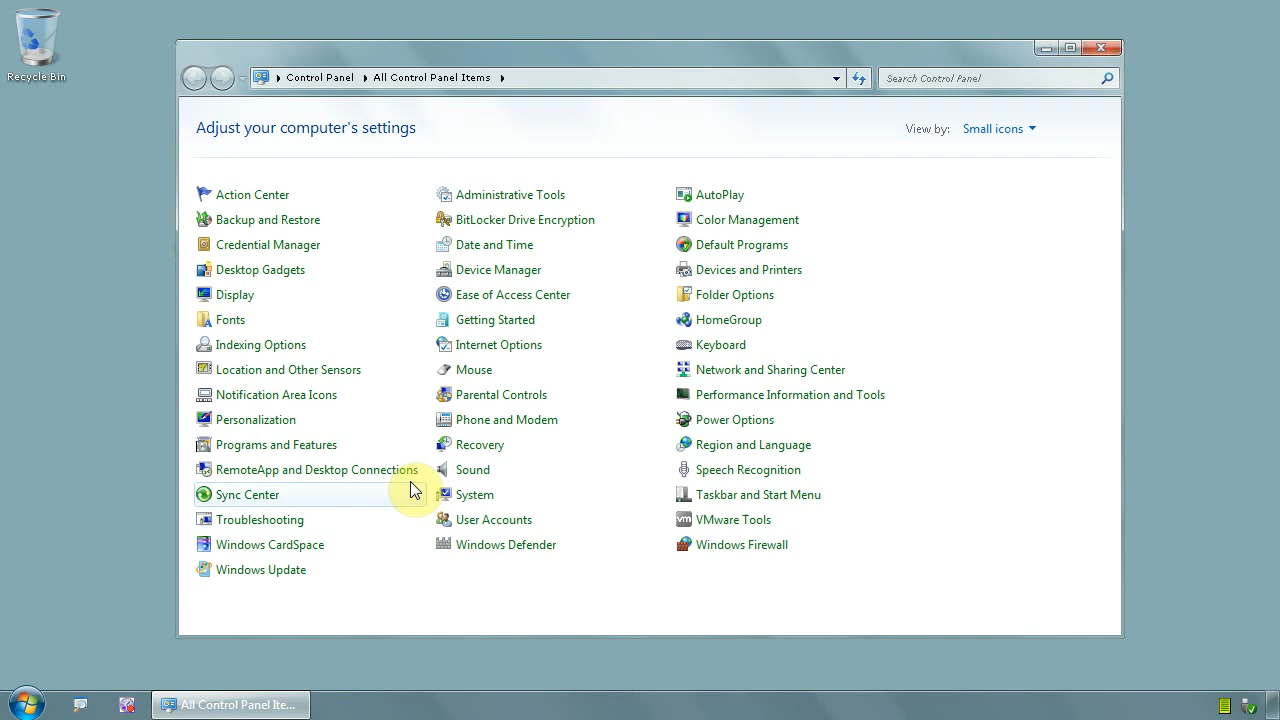 Recycle Bin
Control Panel All Control Panel Items
Search Control Panel
Adjust your computer's settings
View by: Small icons
Action Center Administrative Tools AutoPlay
Backup and Restore BitLocker Drive Encryption Color Management
Credential Manager Date and Time Default Programs
Desktop Gadgets Device Manager Devices and Printers
Display Ease of Access Center Folder Options
Fonts Getting Started HomeGroup
Indexing Options Internet Options Keyboard
Location and Other Sensors Mouse Network and Sharing Center
Notification Area Icons Parental Controls Performance Information and Tools
Personalization Phone and Modem Power Options
Programs and Features Recovery Region and Language
RemoteApp and Desktop Connections Sound Speech Recognition
Sync Center System Taskbar and Start Menu
Troubleshooting User Accounts vm VMware Tools
Windows CardSpace Windows Defender Windows Firewall
Windows Update
All Control Panel Ite...